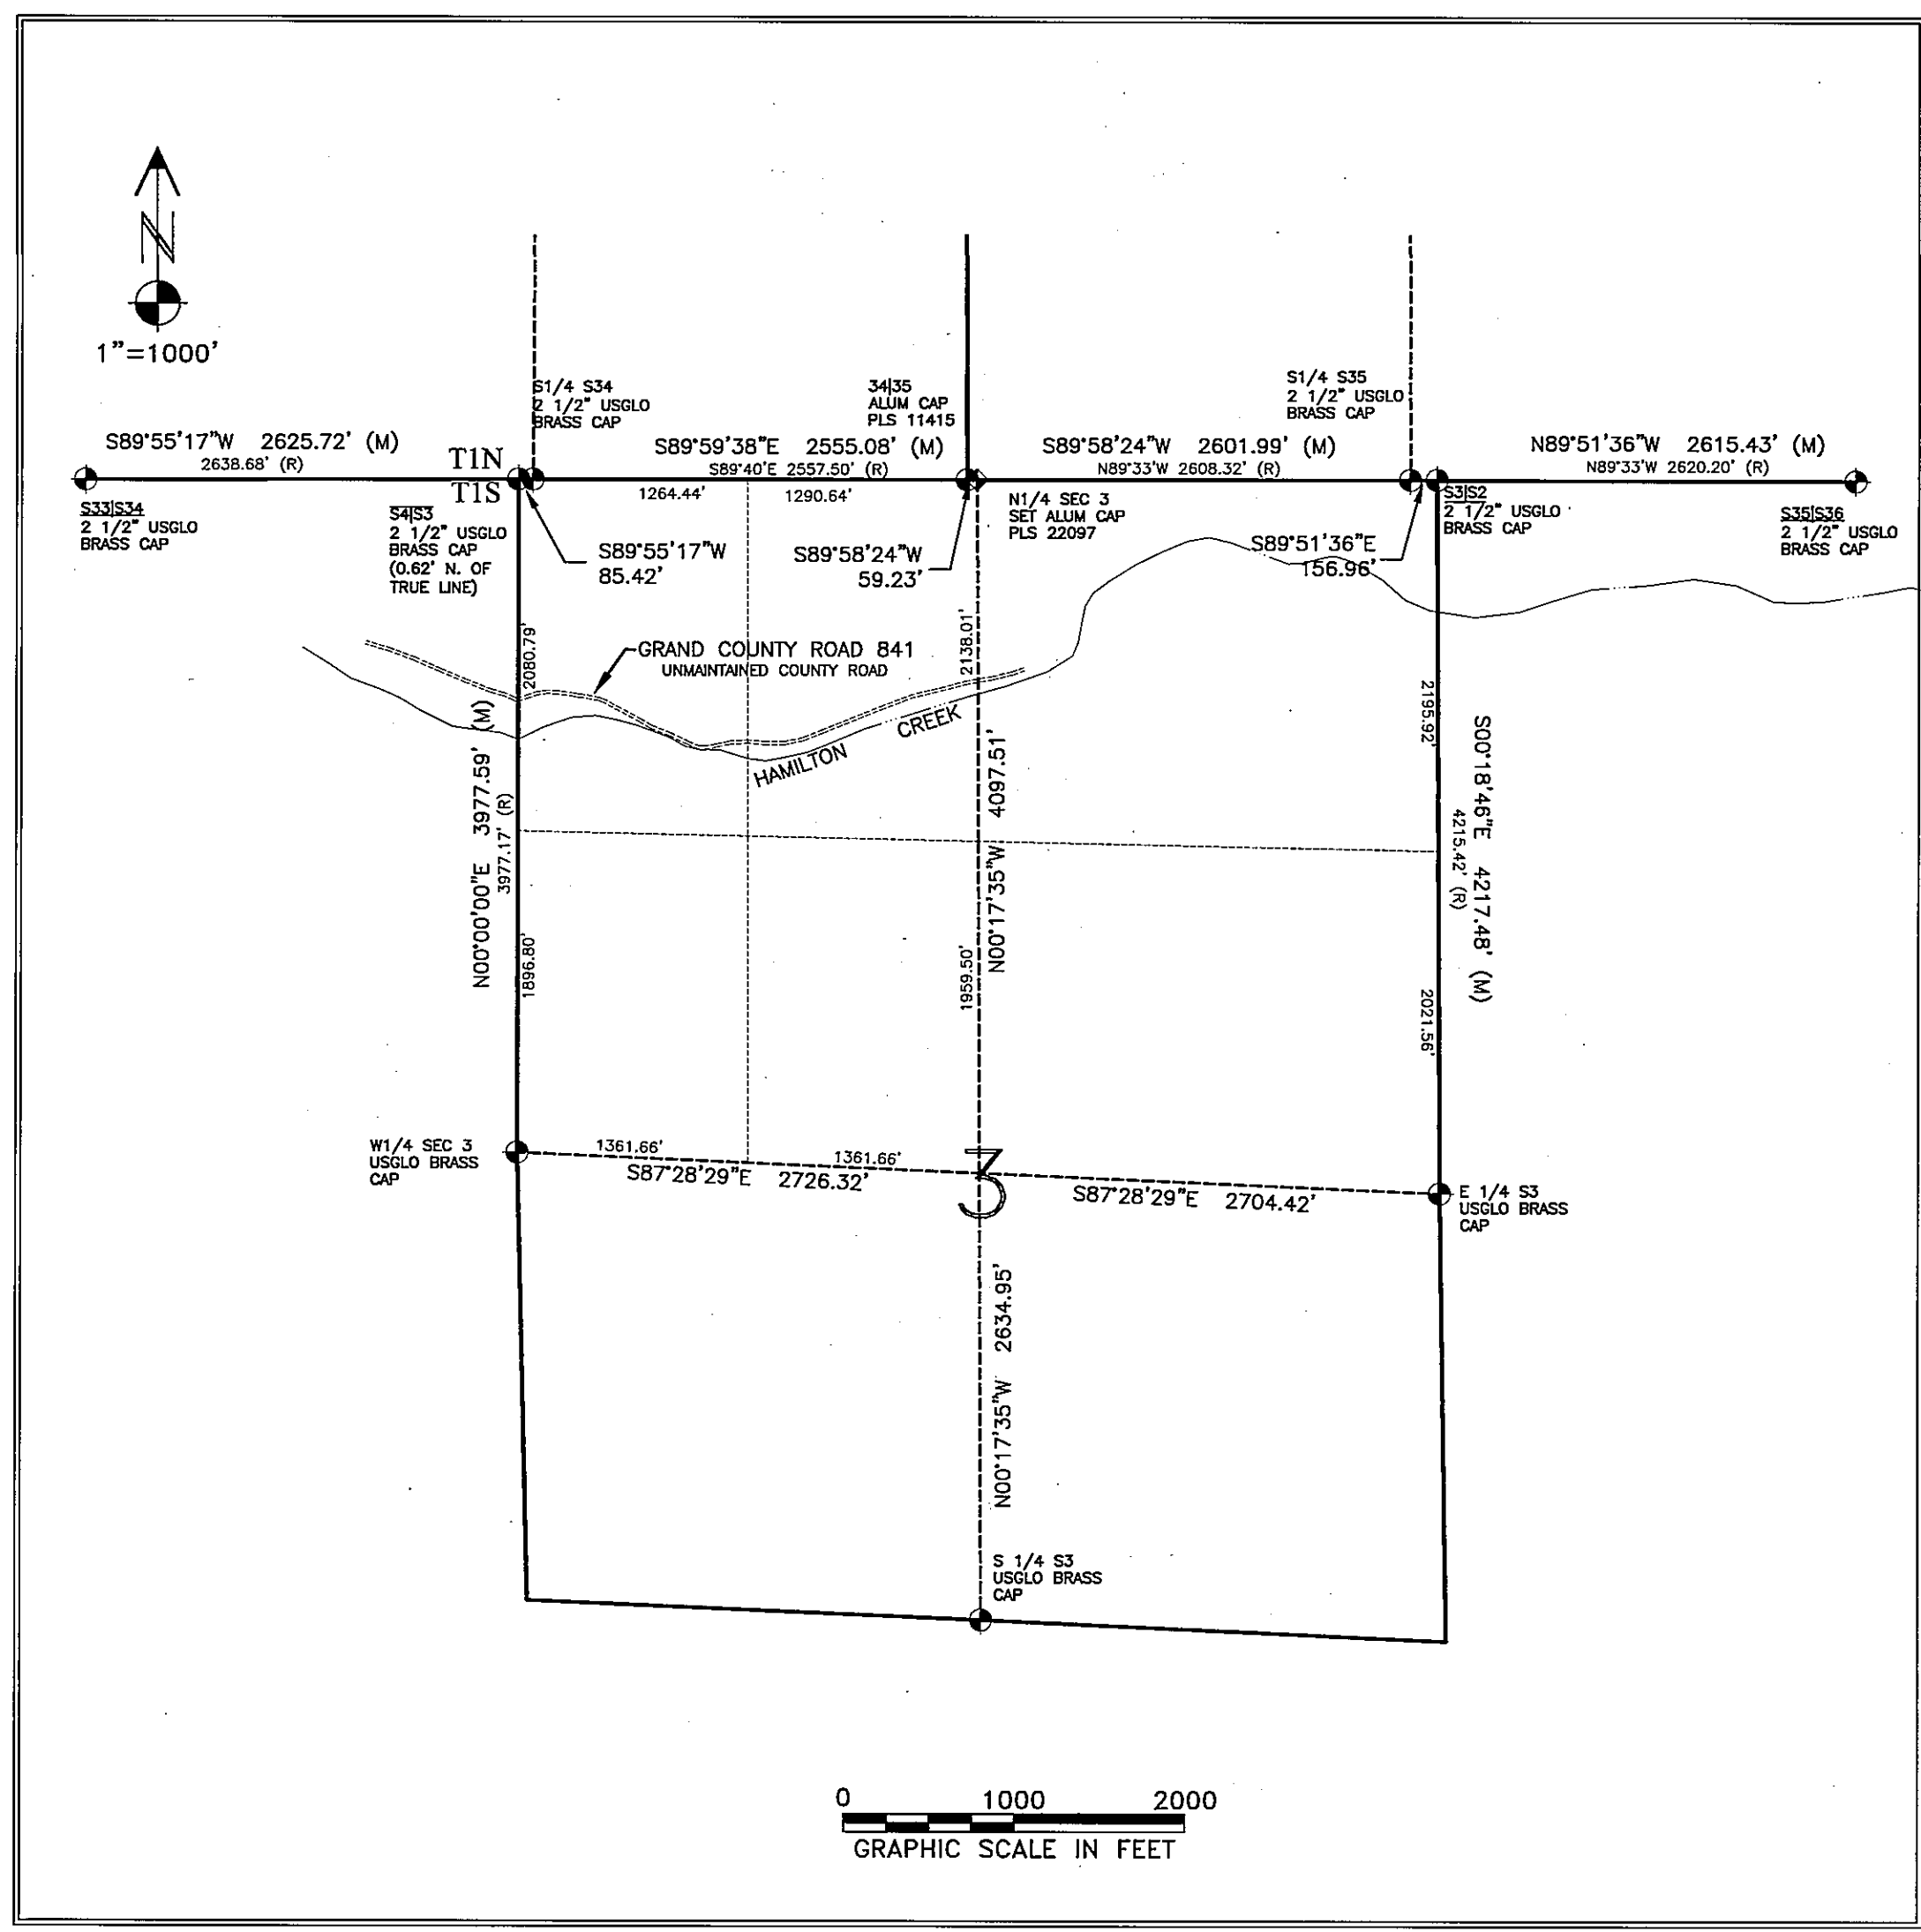 N
1"=1000'
S1/4 S34
2 1/2" USGLO
BRASS CAP
34|35
ALUM CAP
PLS 11415
S1/4 S35
2 1/2" USGLO
BRASS CAP
S89°55'17"W 2625.72' (M)
2638.68' (R)
T1N
T1S
S89°59'38"E 2555.08' (M)
S89°40'E 2557.50' (R)
1264.44'
1290.64'
S89°58'24"W 2601.99' (M)
N89°33'W 2608.32' (R)
N89°51'36"W 2615.43' (M)
N89°33'W 2620.20' (R)
S33|S34
2 1/2" USGLO
BRASS CAP
S4|S3
2 1/2" USGLO
BRASS CAP
(0.62' N. OF
TRUE LINE)
S89°55'17"W
85.42'
S89°58'24"W
59.23'
N1/4 SEC 3
SET ALUM CAP
PLS 22097
S89°51'36"E
156.96'
S3|S2
2 1/2" USGLO
BRASS CAP
S35|S36
2 1/2" USGLO
BRASS CAP
GRAND COUNTY ROAD 841
UNMAINTAINED COUNTY ROAD
HAMILTON CREEK
2080.79'
N00°00'00"E 3977.59' (M)
3977.17' (R)
1896.80'
2138.01'
N00°17'35"W 4097.51'
1959.50'
2195.92'
S00°18'46"E 4217.48' (M)
4215.42' (R)
2021.56'
W1/4 SEC 3
USGLO BRASS
CAP
1361.66'
1361.66'
S87°28'29"E 2726.32'
3
S87°28'29"E 2704.42'
E 1/4 S3
USGLO BRASS
CAP
N00°17'35"W 2634.95'
S 1/4 S3
USGLO BRASS
CAP
0 1000 2000
GRAPHIC SCALE IN FEET